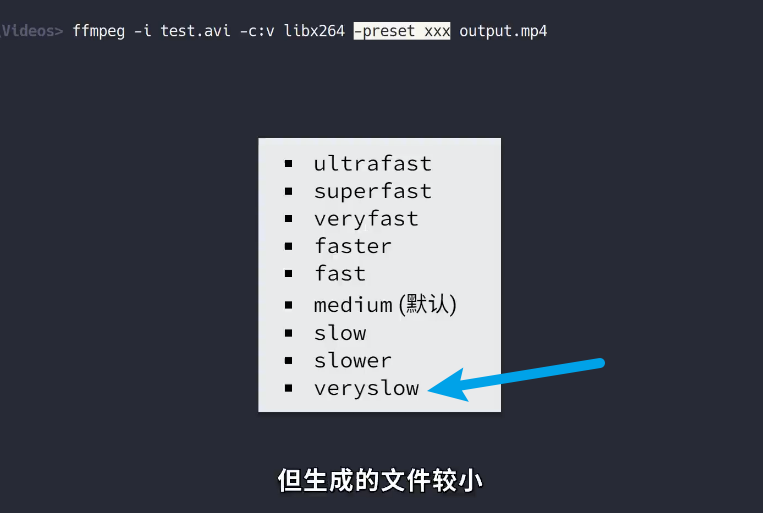 Videos> ffmpeg -i test.avi -c:v libx264 -preset xxx output.mp4
▪ ultrafast
▪ superfast
▪ veryfast
▪ faster
▪ fast
▪ medium (默认)
▪ slow
▪ slower
▪ veryslow
但生成的文件较小